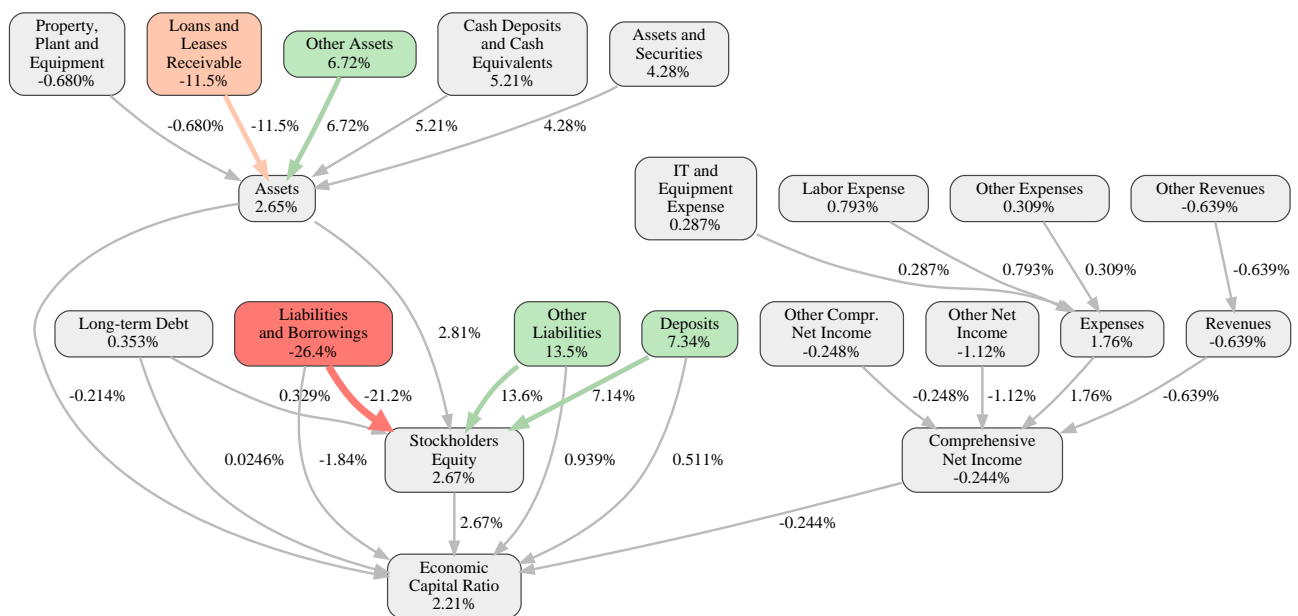 Property,
Plant and
Equipment
-0.680%
Loans and
Leases
Receivable
-11.5%
Other Assets
6.72%
Cash Deposits
and Cash
Equivalents
5.21%
Assets and
Securities
4.28%
-0.680%
-11.5%
6.72%
5.21%
4.28%
Assets
2.65%
IT and
Equipment
Expense
0.287%
Labor Expense
0.793%
Other Expenses
0.309%
Other Revenues
-0.639%
0.287%
0.793%
0.309%
-0.639%
Long-term Debt
0.353%
Liabilities
and Borrowings
-26.4%
2.81%
Other
Liabilities
13.5%
Deposits
7.34%
Other Compr.
Net Income
-0.248%
Other Net
Income
-1.12%
Expenses
1.76%
Revenues
-0.639%
-0.214%
0.329%
-21.2%
13.6%
7.14%
-0.248%
-1.12%
1.76%
-0.639%
Stockholders
Equity
2.67%
Comprehensive
Net Income
-0.244%
0.0246%
-1.84%
0.939%
0.511%
2.67%
-0.244%
Economic
Capital Ratio
2.21%